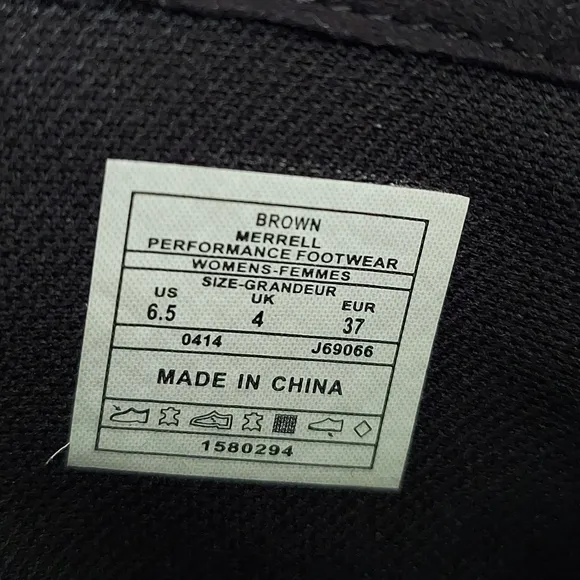 BROWN
MERRELL
PERFORMANCE FOOTWEAR
WOMENS-FEMMES
SIZE-GRANDEUR
US UK EUR
6.5 4 37
0414 J69066
MADE IN CHINA
1580294